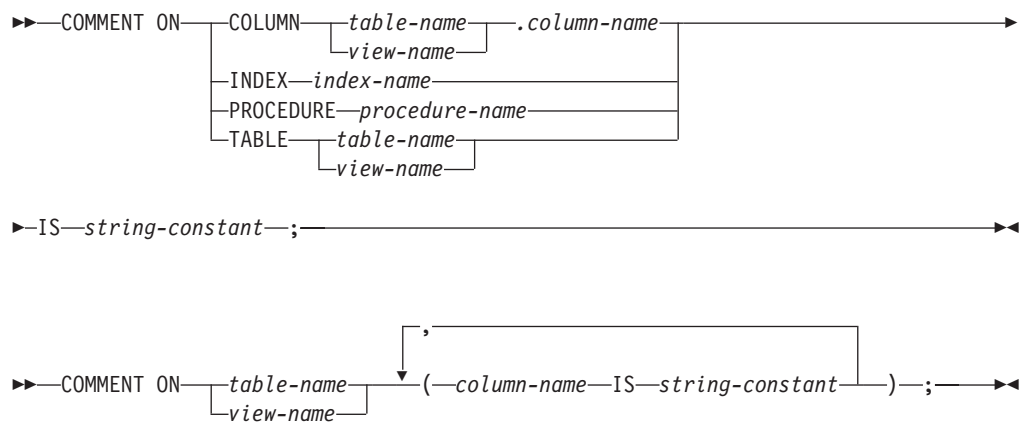 COMMENT ON COLUMN table-name .column-name
view-name
INDEX index-name
PROCEDURE procedure-name
TABLE table-name
view-name
IS string-constant ;
,
COMMENT ON table-name ( column-name IS string-constant ) ;
view-name